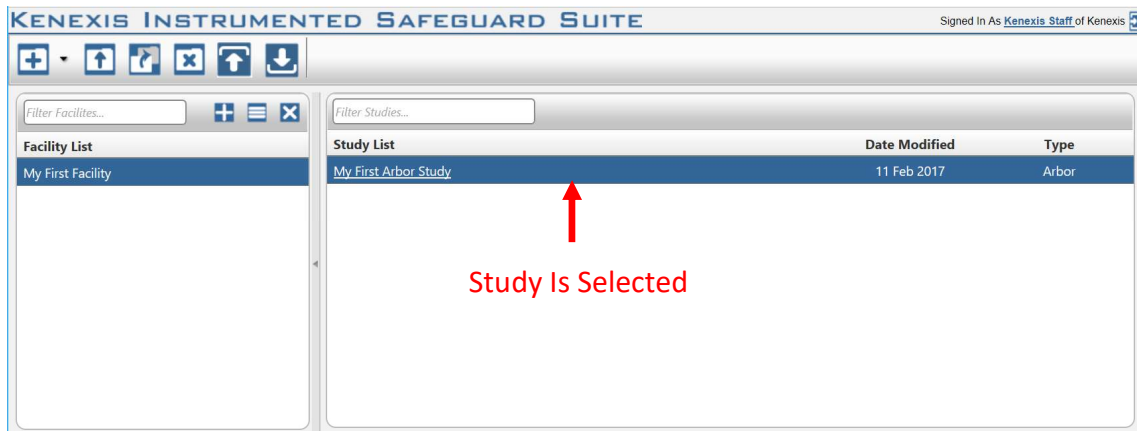 KENEXIS INSTRUMENTED SAFEGUARD SUITE
Signed In As Kenexis Staff of Kenexis
Filter Facilites...
Filter Studies...
Facility List
Study List Date Modified Type
My First Facility
My First Arbor Study 11 Feb 2017 Arbor
Study Is Selected